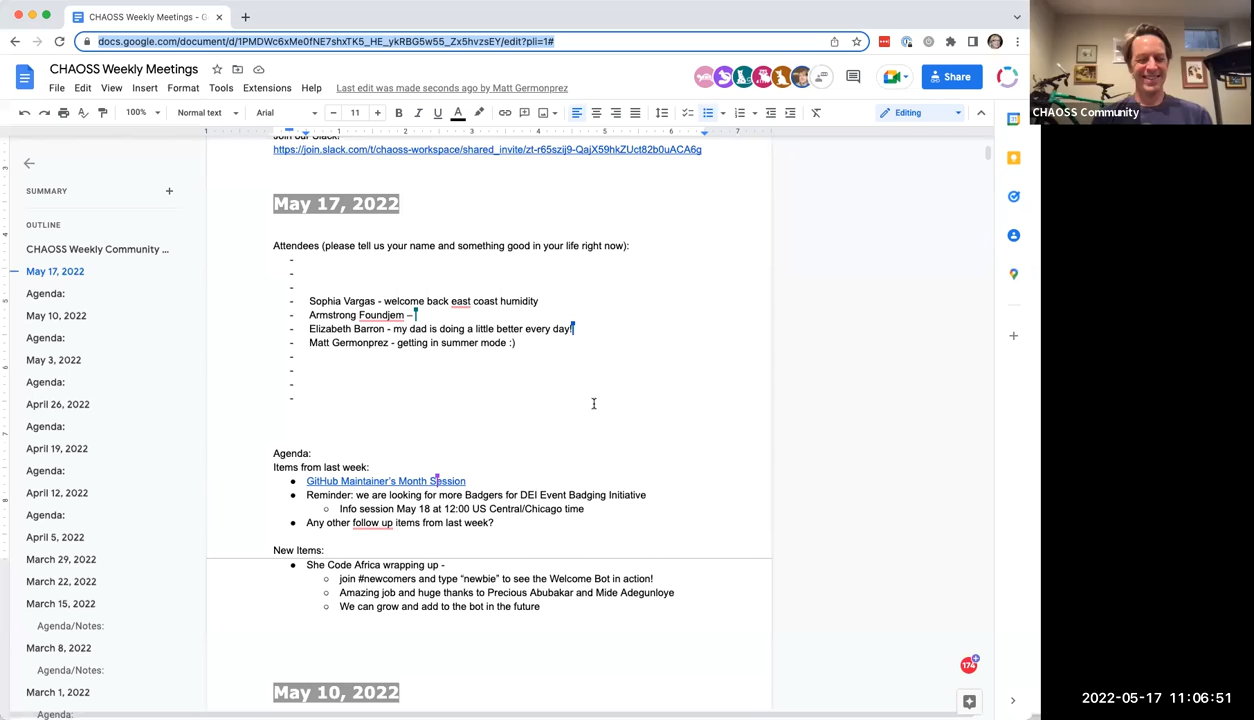 CHAOSS Weekly Meetings - G
docs.google.com/document/d/1PMDWc6xMe0fNE7shxTK5_HE_ykRBG5w55_Zx5hvzsEY/edit?pli=1#
CHAOSS Weekly Meetings
File Edit View Insert Format Tools Extensions Help Last edit was made seconds ago by Matt Germonprez
Share
100% Normal text Arial 11 Editing
1 1 2 3 4 5 6 7
Join our Slack:
https://join.slack.com/t/chaoss-workspace/shared_invite/zt-r65szij9-QajX59hkZUct82b0uACA6g
SUMMARY
OUTLINE
CHAOSS Weekly Community ...
May 17, 2022
Agenda:
May 10, 2022
Agenda:
May 3, 2022
Agenda:
April 26, 2022
Agenda:
April 19, 2022
Agenda:
April 12, 2022
Agenda:
April 5, 2022
March 29, 2022
March 22, 2022
March 15, 2022
Agenda/Notes:
March 8, 2022
Agenda/Notes:
March 1, 2022
Agenda:
May 17, 2022
Attendees (please tell us your name and something good in your life right now):
-
-
-
- Sophia Vargas - welcome back east coast humidity
- Armstrong Foundjem –
- Elizabeth Barron - my dad is doing a little better every day!
- Matt Germonprez - getting in summer mode :)
-
-
-
-
Agenda:
Items from last week:
● GitHub Maintainer's Month Session
● Reminder: we are looking for more Badgers for DEI Event Badging Initiative
○ Info session May 18 at 12:00 US Central/Chicago time
● Any other follow up items from last week?
New Items:
● She Code Africa wrapping up -
○ join #newcomers and type “newbie” to see the Welcome Bot in action!
○ Amazing job and huge thanks to Precious Abubakar and Mide Adegunloye
○ We can grow and add to the bot in the future
May 10, 2022
174
CHAOSS Community
2022-05-17 11:06:51